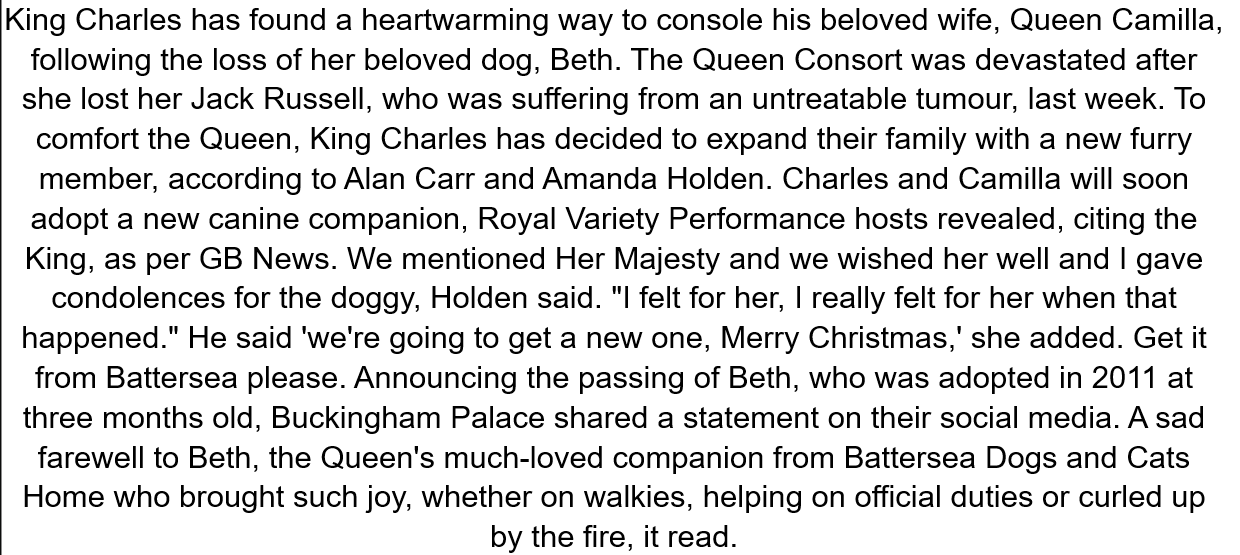 King Charles has found a heartwarming way to console his beloved wife, Queen Camilla,
following the loss of her beloved dog, Beth. The Queen Consort was devastated after
she lost her Jack Russell, who was suffering from an untreatable tumour, last week. To
comfort the Queen, King Charles has decided to expand their family with a new furry
member, according to Alan Carr and Amanda Holden. Charles and Camilla will soon
adopt a new canine companion, Royal Variety Performance hosts revealed, citing the
King, as per GB News. We mentioned Her Majesty and we wished her well and I gave
condolences for the doggy, Holden said. "I felt for her, I really felt for her when that
happened." He said 'we're going to get a new one, Merry Christmas,' she added. Get it
from Battersea please. Announcing the passing of Beth, who was adopted in 2011 at
three months old, Buckingham Palace shared a statement on their social media. A sad
farewell to Beth, the Queen's much-loved companion from Battersea Dogs and Cats
Home who brought such joy, whether on walkies, helping on official duties or curled up
by the fire, it read.